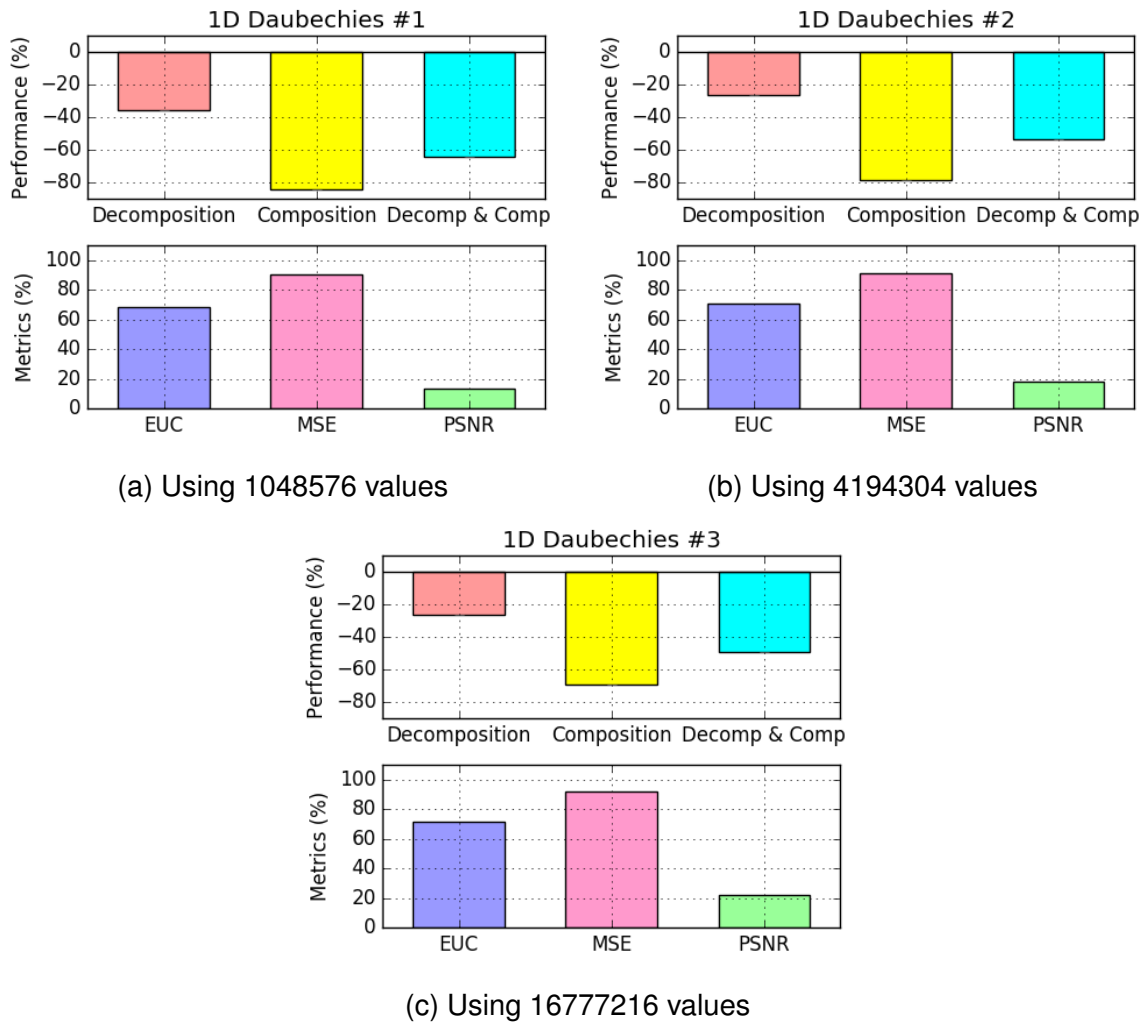 1D Daubechies #1
Performance (%)
0
−20
−40
−60
−80
Decomposition Composition Decomp & Comp
Metrics (%)
100
80
60
40
20
0
EUC MSE PSNR
(a) Using 1048576 values
1D Daubechies #2
Performance (%)
0
−20
−40
−60
−80
Decomposition Composition Decomp & Comp
Metrics (%)
100
80
60
40
20
0
EUC MSE PSNR
(b) Using 4194304 values
1D Daubechies #3
Performance (%)
0
−20
−40
−60
−80
Decomposition Composition Decomp & Comp
Metrics (%)
100
80
60
40
20
0
EUC MSE PSNR
(c) Using 16777216 values